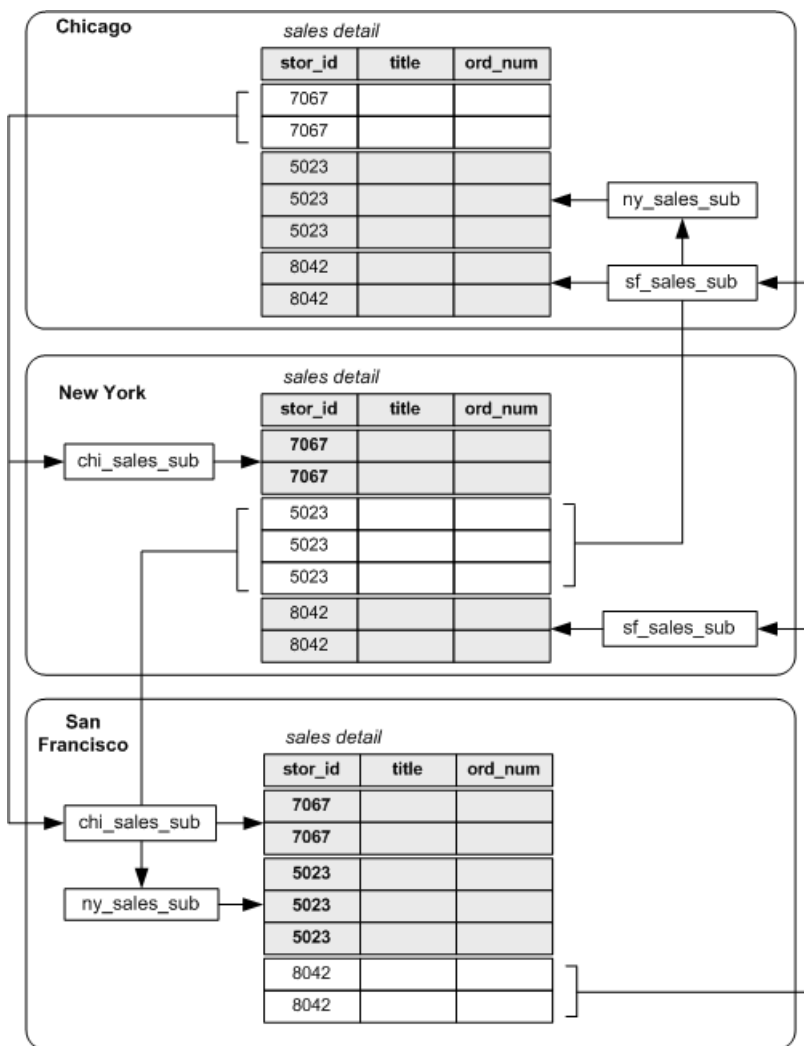 Chicago
sales detail
stor_id title ord_num
7067
7067
5023
5023
ny_sales_sub
5023
8042
sf_sales_sub
8042
New York
sales detail
stor_id title ord_num
7067
chi_sales_sub
7067
5023
5023
5023
8042
sf_sales_sub
8042
San
Francisco
sales detail
stor_id title ord_num
7067
chi_sales_sub
7067
5023
ny_sales_sub
5023
5023
8042
8042